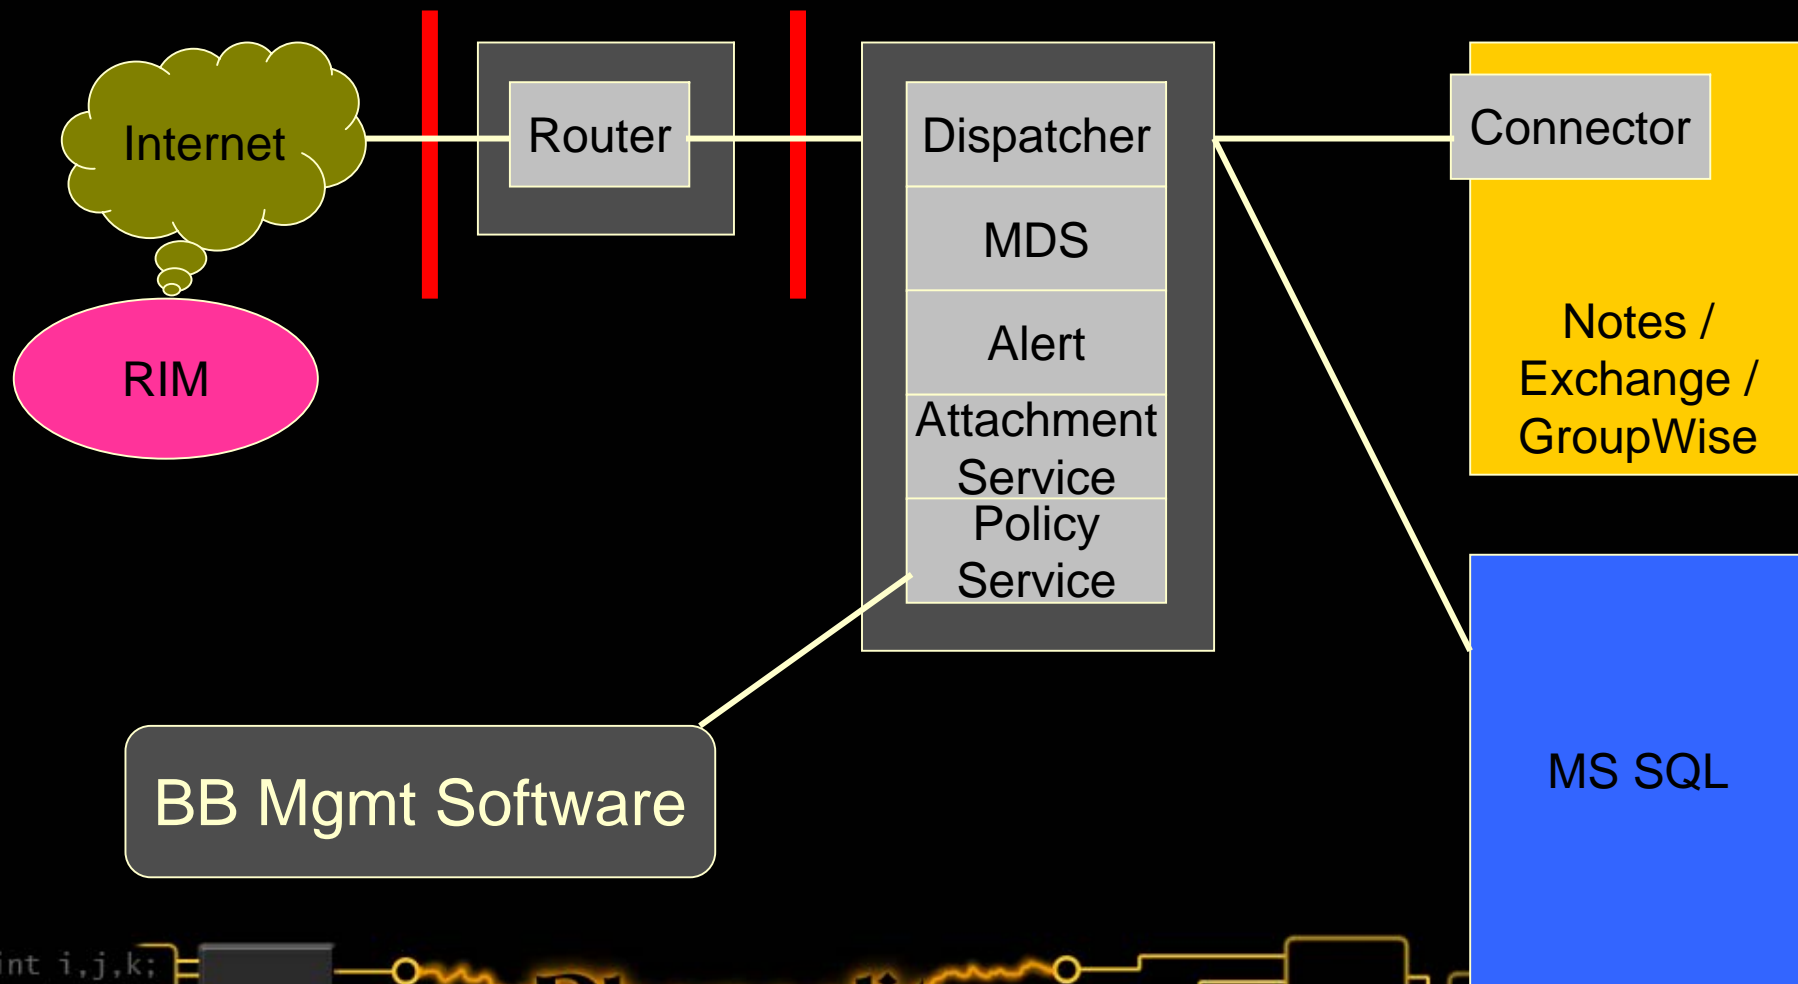 Internet
Router
Dispatcher
Connector
MDS
Alert
Notes /
Exchange /
GroupWise
RIM
Attachment
Service
Policy
Service
BB Mgmt Software
MS SQL
int i,j,k;